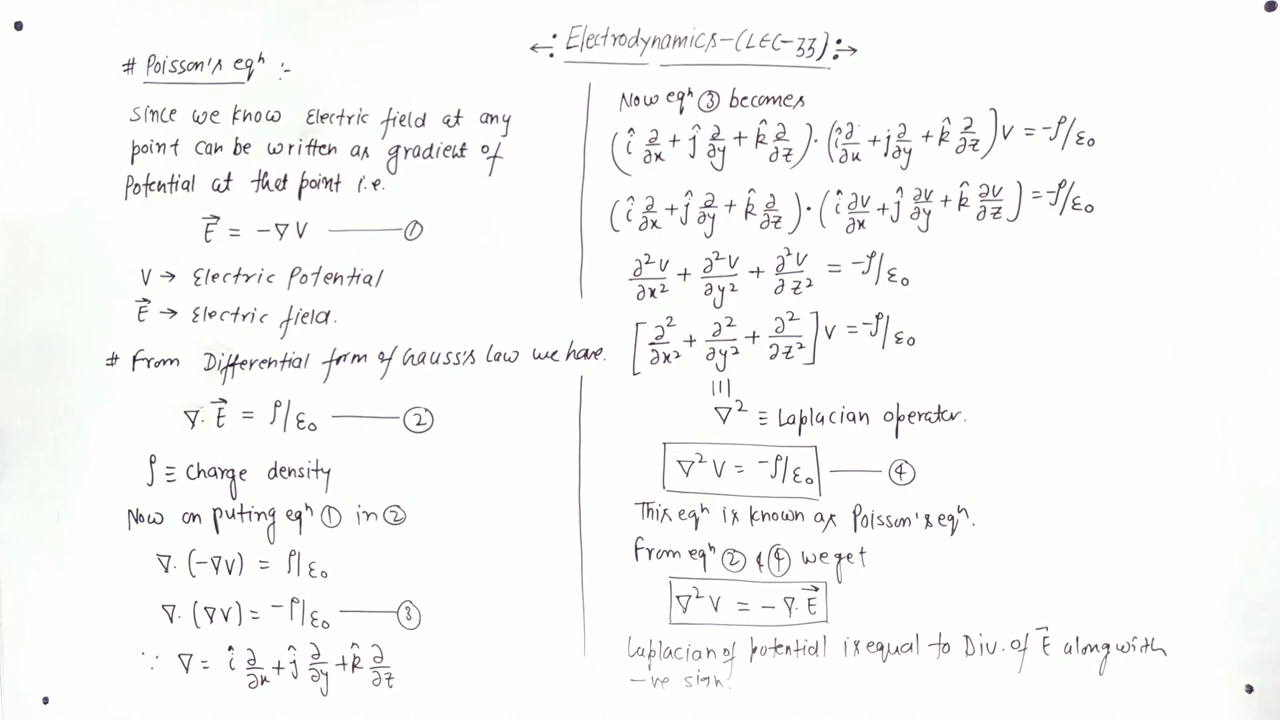 Electrodynamics-(LEC-33)
# Poisson's eqⁿ :-
Since we know Electric field at any
point can be written as gradient of
Potential at that point i.e.
E⃗ = -∇V ——— ①
V → Electric Potential
E⃗ → Electric field.
# From Differential form of Gauss's Law we have.
∇. E⃗ = ρ/ε₀ ——— ②
ρ ≡ Charge density
Now on puting eqⁿ ① in ②
∇. (-∇V) = ρ/ε₀
∇. (∇V) = -ρ/ε₀ ——— ③
∵ ∇ = î ∂/∂x + ĵ ∂/∂y + k̂ ∂/∂z
Now eqⁿ ③ becomes
(î ∂/∂x + ĵ ∂/∂y + k̂ ∂/∂z) · (î ∂/∂x + j ∂/∂y + k̂ ∂/∂z) V = -ρ/ε₀
(î ∂/∂x + ĵ ∂/∂y + k̂ ∂/∂z) · (î ∂V/∂x + ĵ ∂V/∂y + k̂ ∂V/∂z) = -ρ/ε₀
∂²V/∂x² + ∂²V/∂y² + ∂²V/∂z² = -ρ/ε₀
[∂²/∂x² + ∂²/∂y² + ∂²/∂z²] V = -ρ/ε₀
|||
∇² ≡ Laplacian operator.
∇²V = -ρ/ε₀ ——— ④
This eqⁿ is known as Poisson's eqⁿ.
From eqⁿ ② & ④ we get
∇²V = - ∇. E⃗
Laplacian of potential is equal to Div. of E⃗ along with
-ve sign.